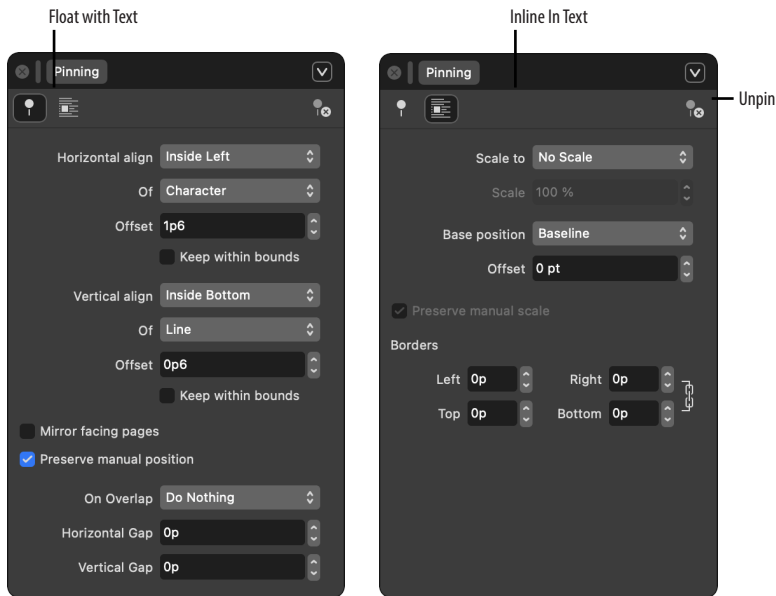 Float with Text
Inline In Text
Pinning
Horizontal align Inside Left
Of Character
Offset 1p6
Keep within bounds
Vertical align Inside Bottom
Of Line
Offset 0p6
Keep within bounds
Mirror facing pages
Preserve manual position
On Overlap Do Nothing
Horizontal Gap 0p
Vertical Gap 0p
Pinning
Unpin
Scale to No Scale
Scale 100 %
Base position Baseline
Offset 0 pt
Preserve manual scale
Borders
Left 0p Right 0p
Top 0p Bottom 0p